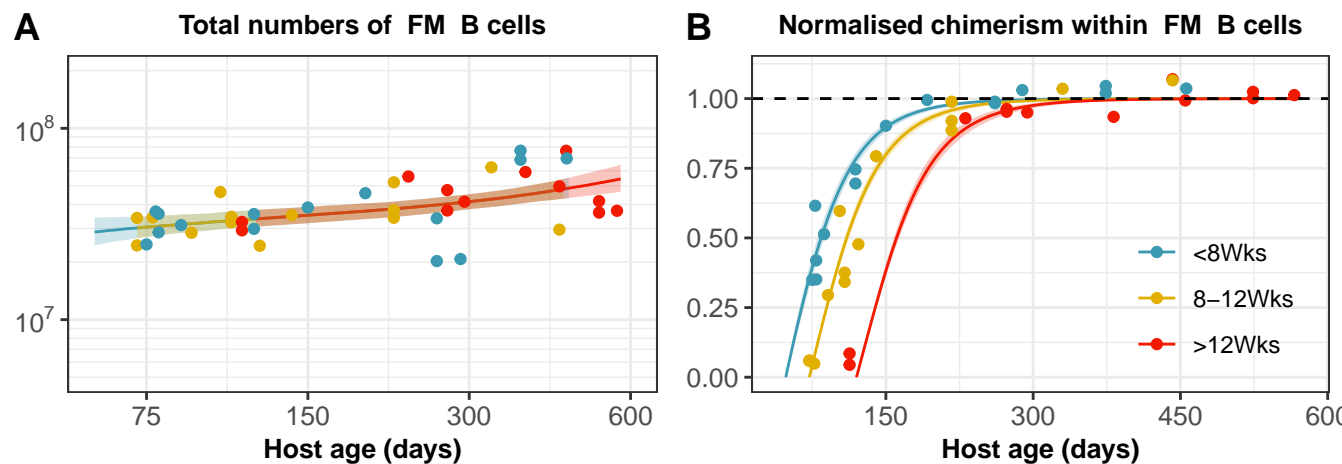 A
Total numbers of FM B cells
10^8
10^7
75
150
300
600
Host age (days)
B
Normalised chimerism within FM B cells
1.00
0.75
0.50
0.25
0.00
<8Wks
8–12Wks
>12Wks
150
300
450
600
Host age (days)